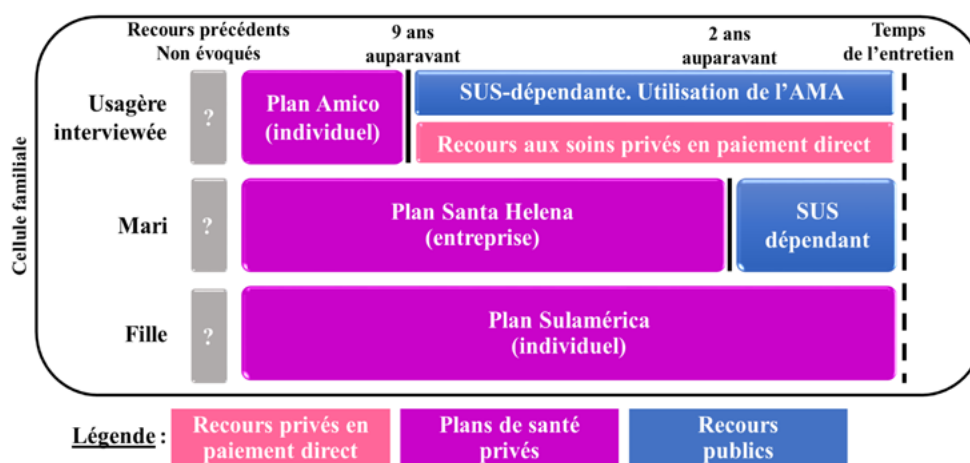 Recours précédents
Non évoqués
9 ans
auparavant
2 ans
auparavant
Temps
de l'entretien
Cellule familiale
Usagère
interviewée
?
Plan Amico
(individuel)
SUS-dépendante. Utilisation de l'AMA
Recours aux soins privés en paiement direct
Mari
?
Plan Santa Helena
(entreprise)
SUS
dépendant
Fille
?
Plan Sulamérica
(individuel)
Légende :
Recours privés en
paiement direct
Plans de santé
privés
Recours
publics